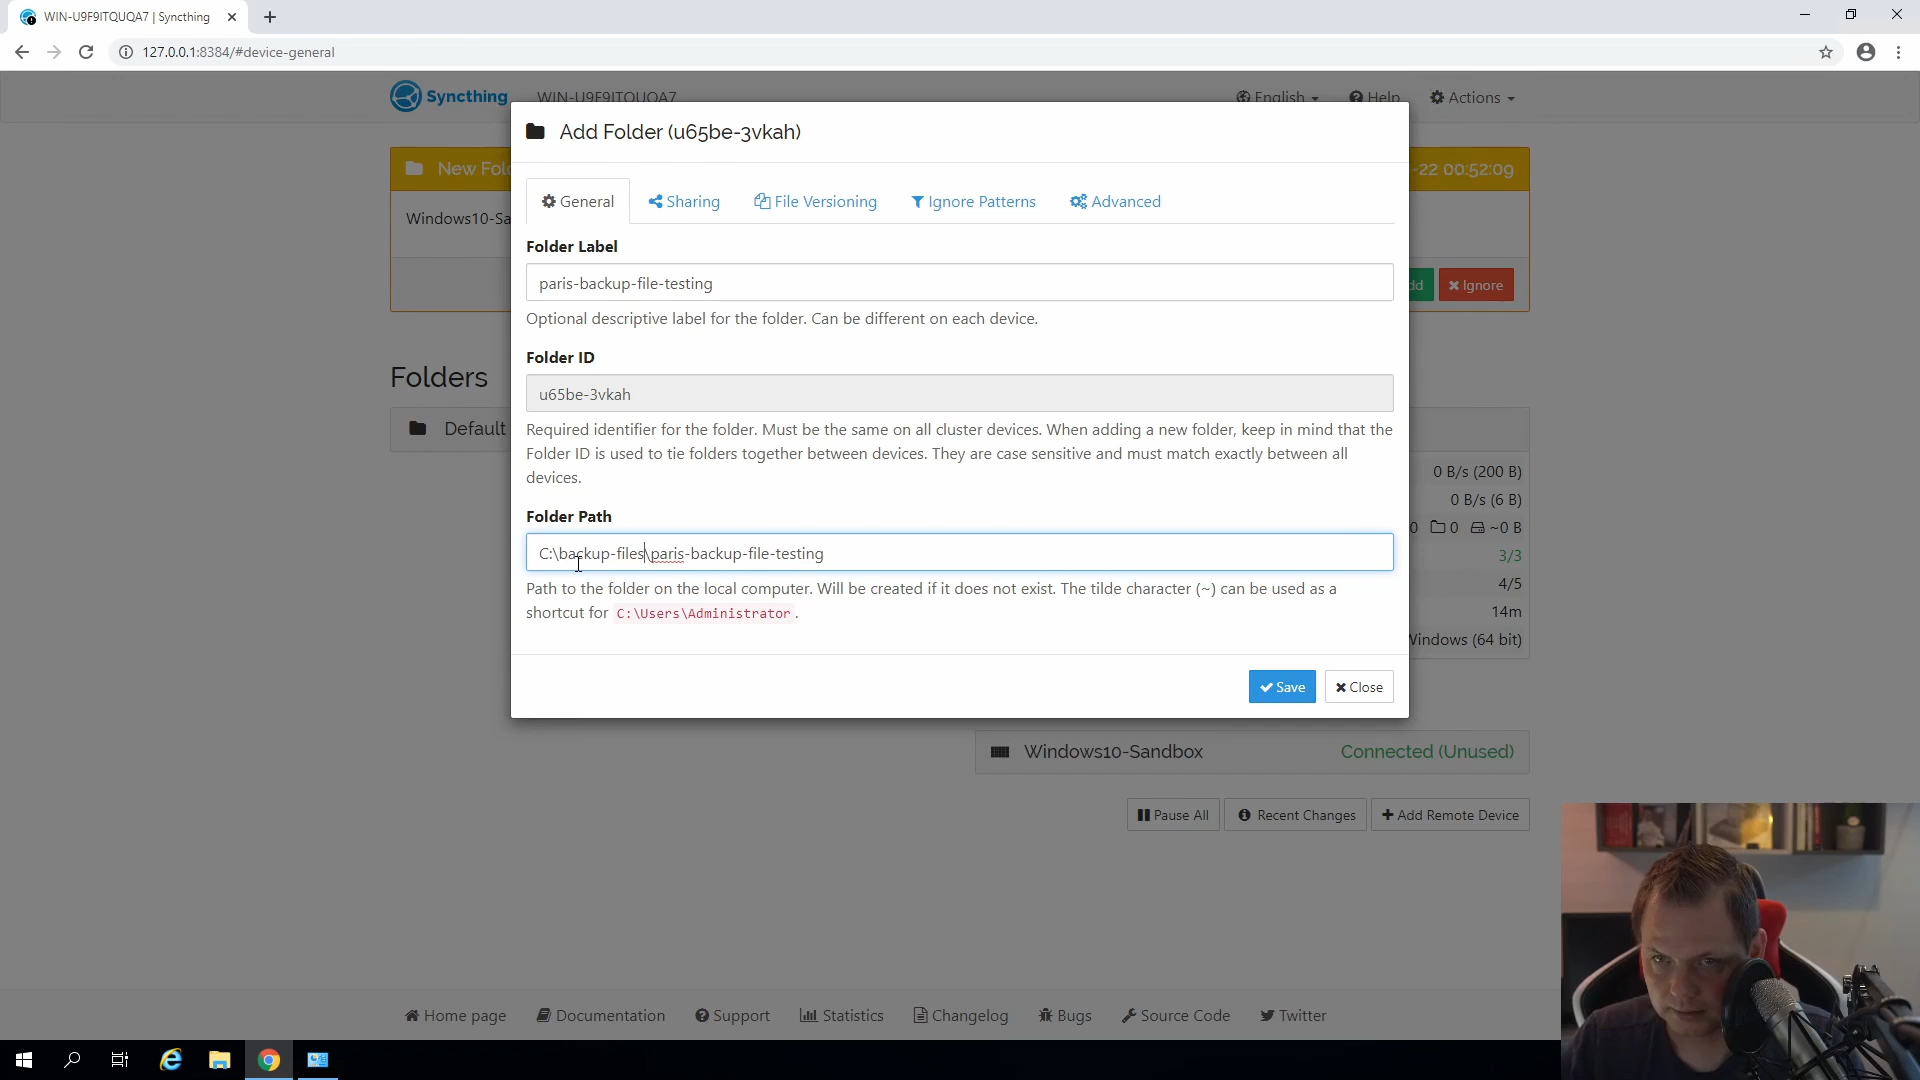 WIN-U9F9ITQUQA7 | Syncthing
127.0.0.1:8384/#device-general
Syncthing
WIN-U9F9ITQUQA7
English
Help
Actions
Add Folder (u65be-3vkah)
New Fol
-22 00:52:09
General
Sharing
File Versioning
Ignore Patterns
Advanced
Windows10-Sa
Folder Label
paris-backup-file-testing
dd
Ignore
Optional descriptive label for the folder. Can be different on each device.
Folder ID
Folders
u65be-3vkah
Default
Required identifier for the folder. Must be the same on all cluster devices. When adding a new folder, keep in mind that the
Folder ID is used to tie folders together between devices. They are case sensitive and must match exactly between all
devices.
0 B/s (200 B)
0 B/s (6 B)
0 0 ~0 B
Folder Path
C:\backup-files\paris-backup-file-testing
3/3
Path to the folder on the local computer. Will be created if it does not exist. The tilde character (~) can be used as a
shortcut for C:\Users\Administrator.
4/5
14m
Windows (64 bit)
Save
Close
Windows10-Sandbox
Connected (Unused)
Pause All
Recent Changes
Add Remote Device
Home page
Documentation
Support
Statistics
Changelog
Bugs
Source Code
Twitter